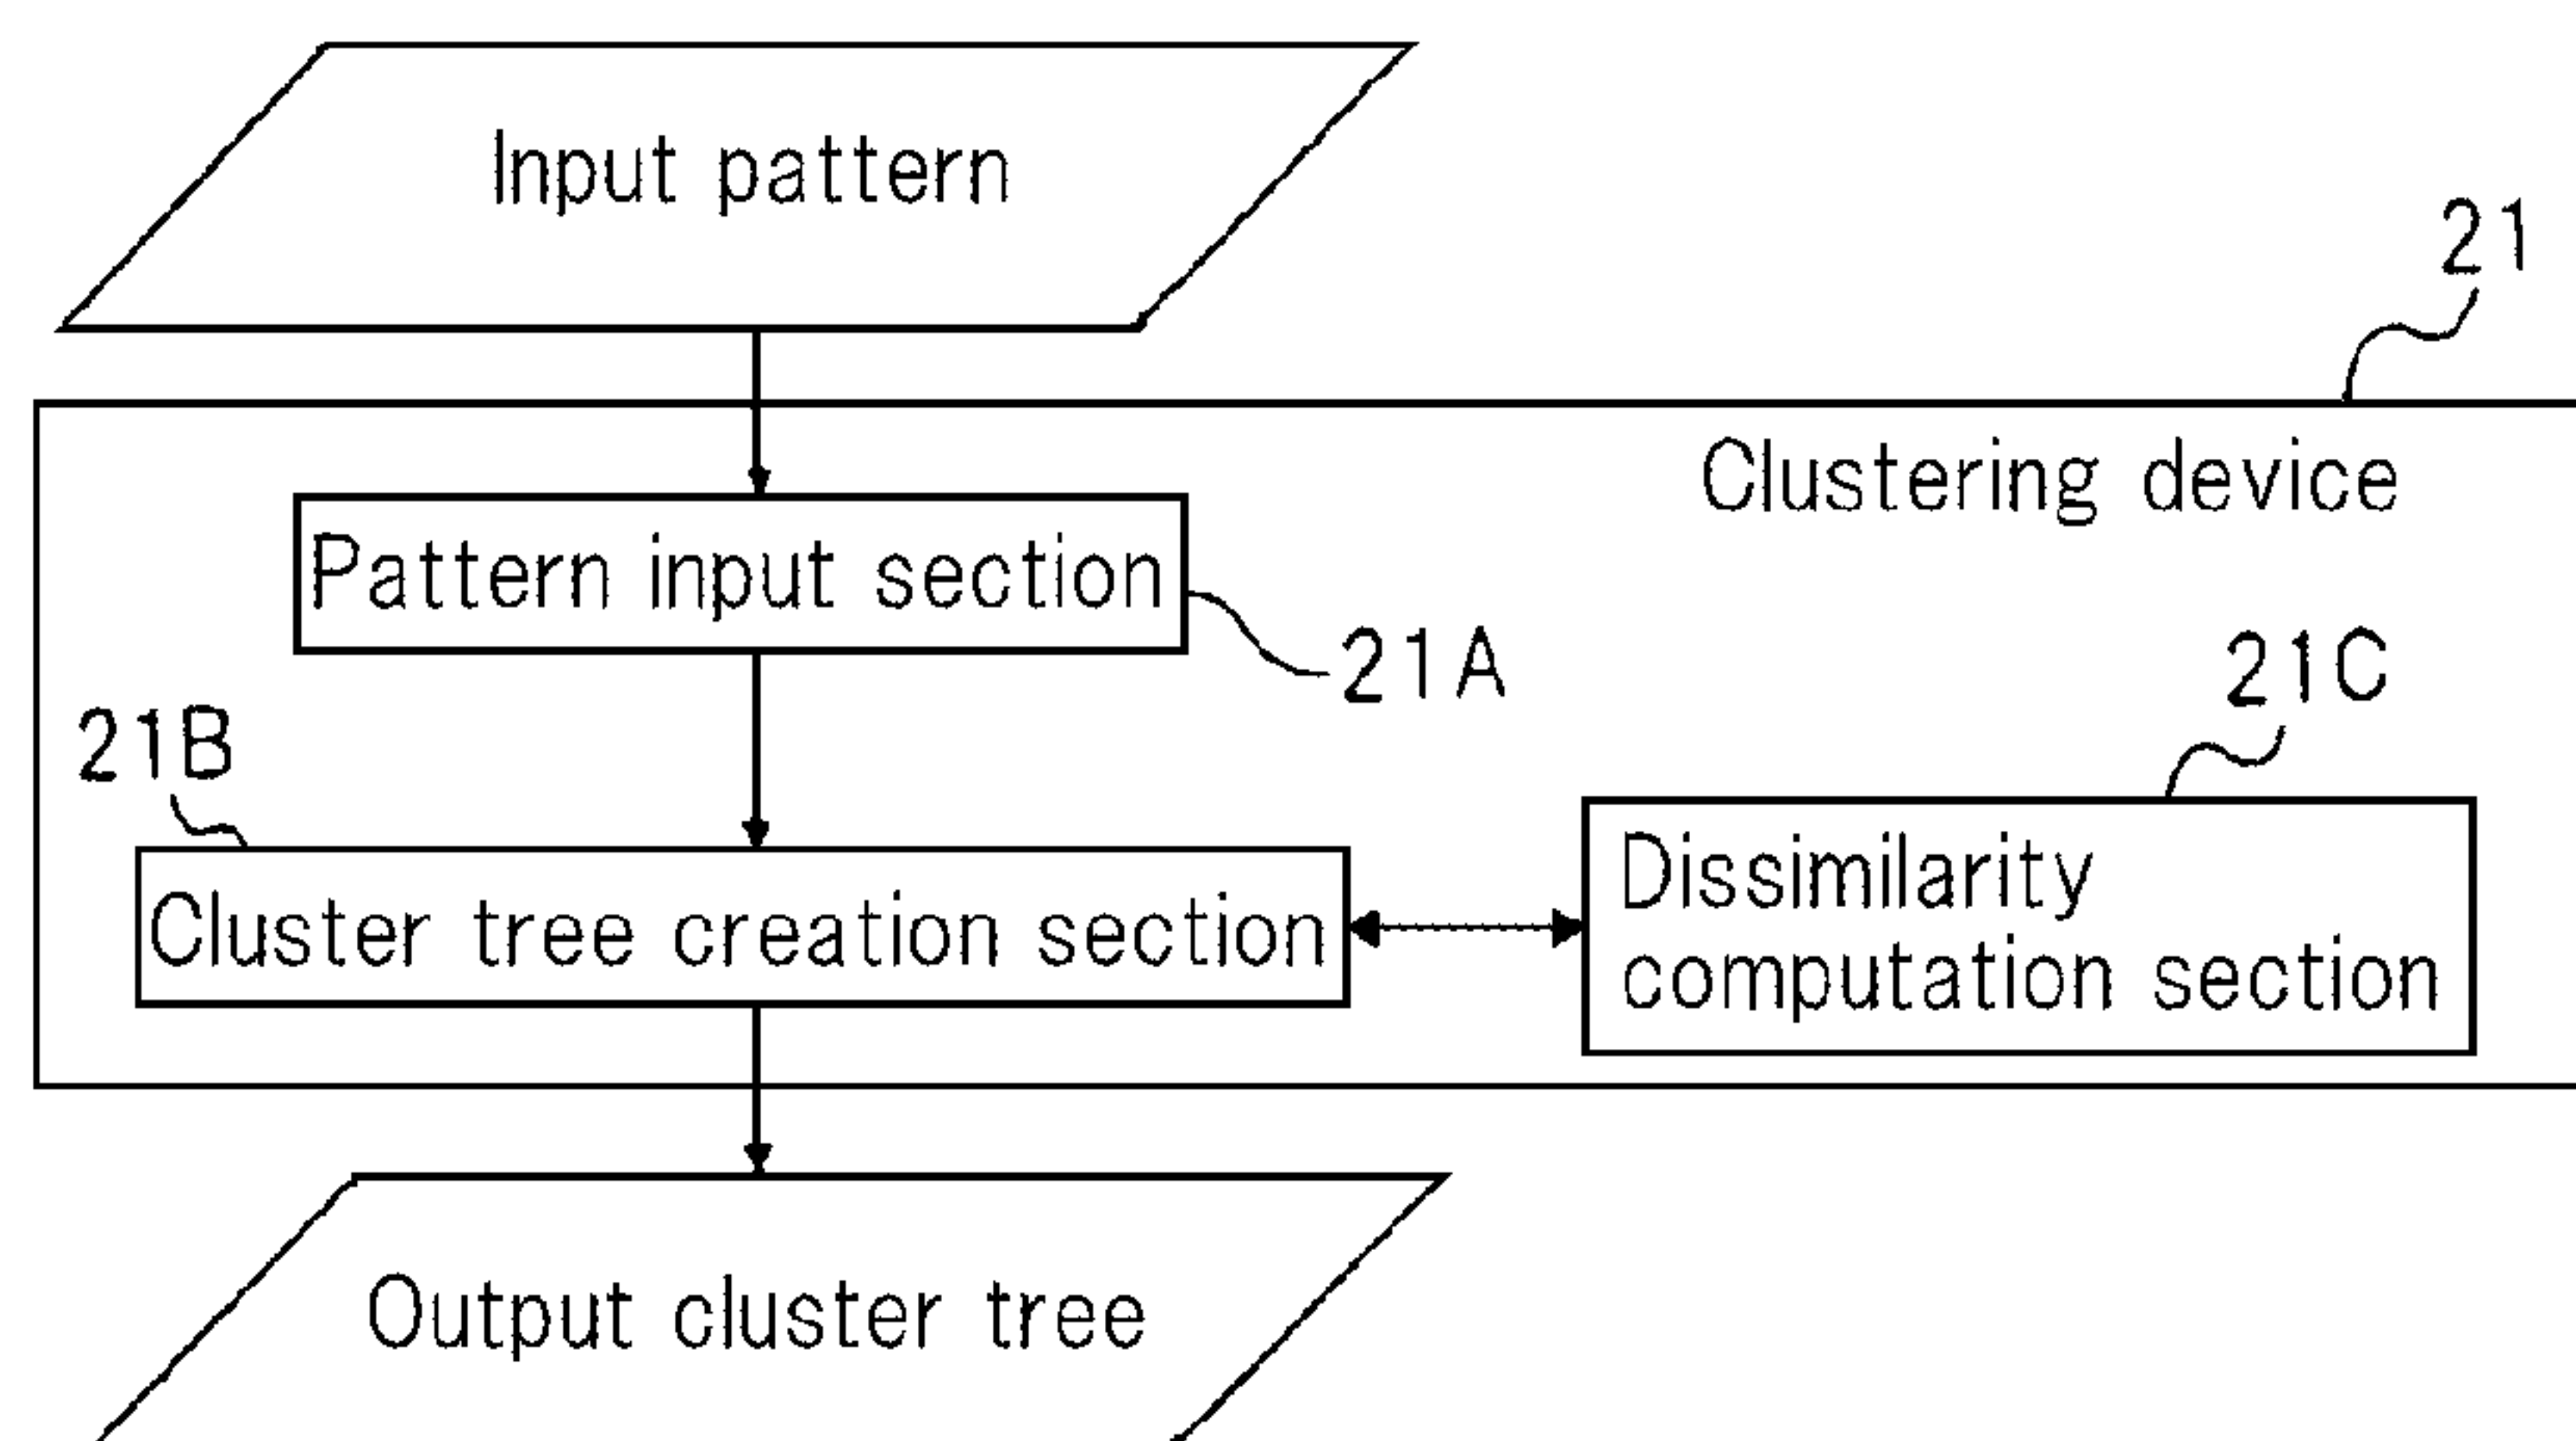 Input pattern
21
Clustering device
Pattern input section
21A
21B
21C
Cluster tree creation section
Dissimilarity
computation section
Output cluster tree